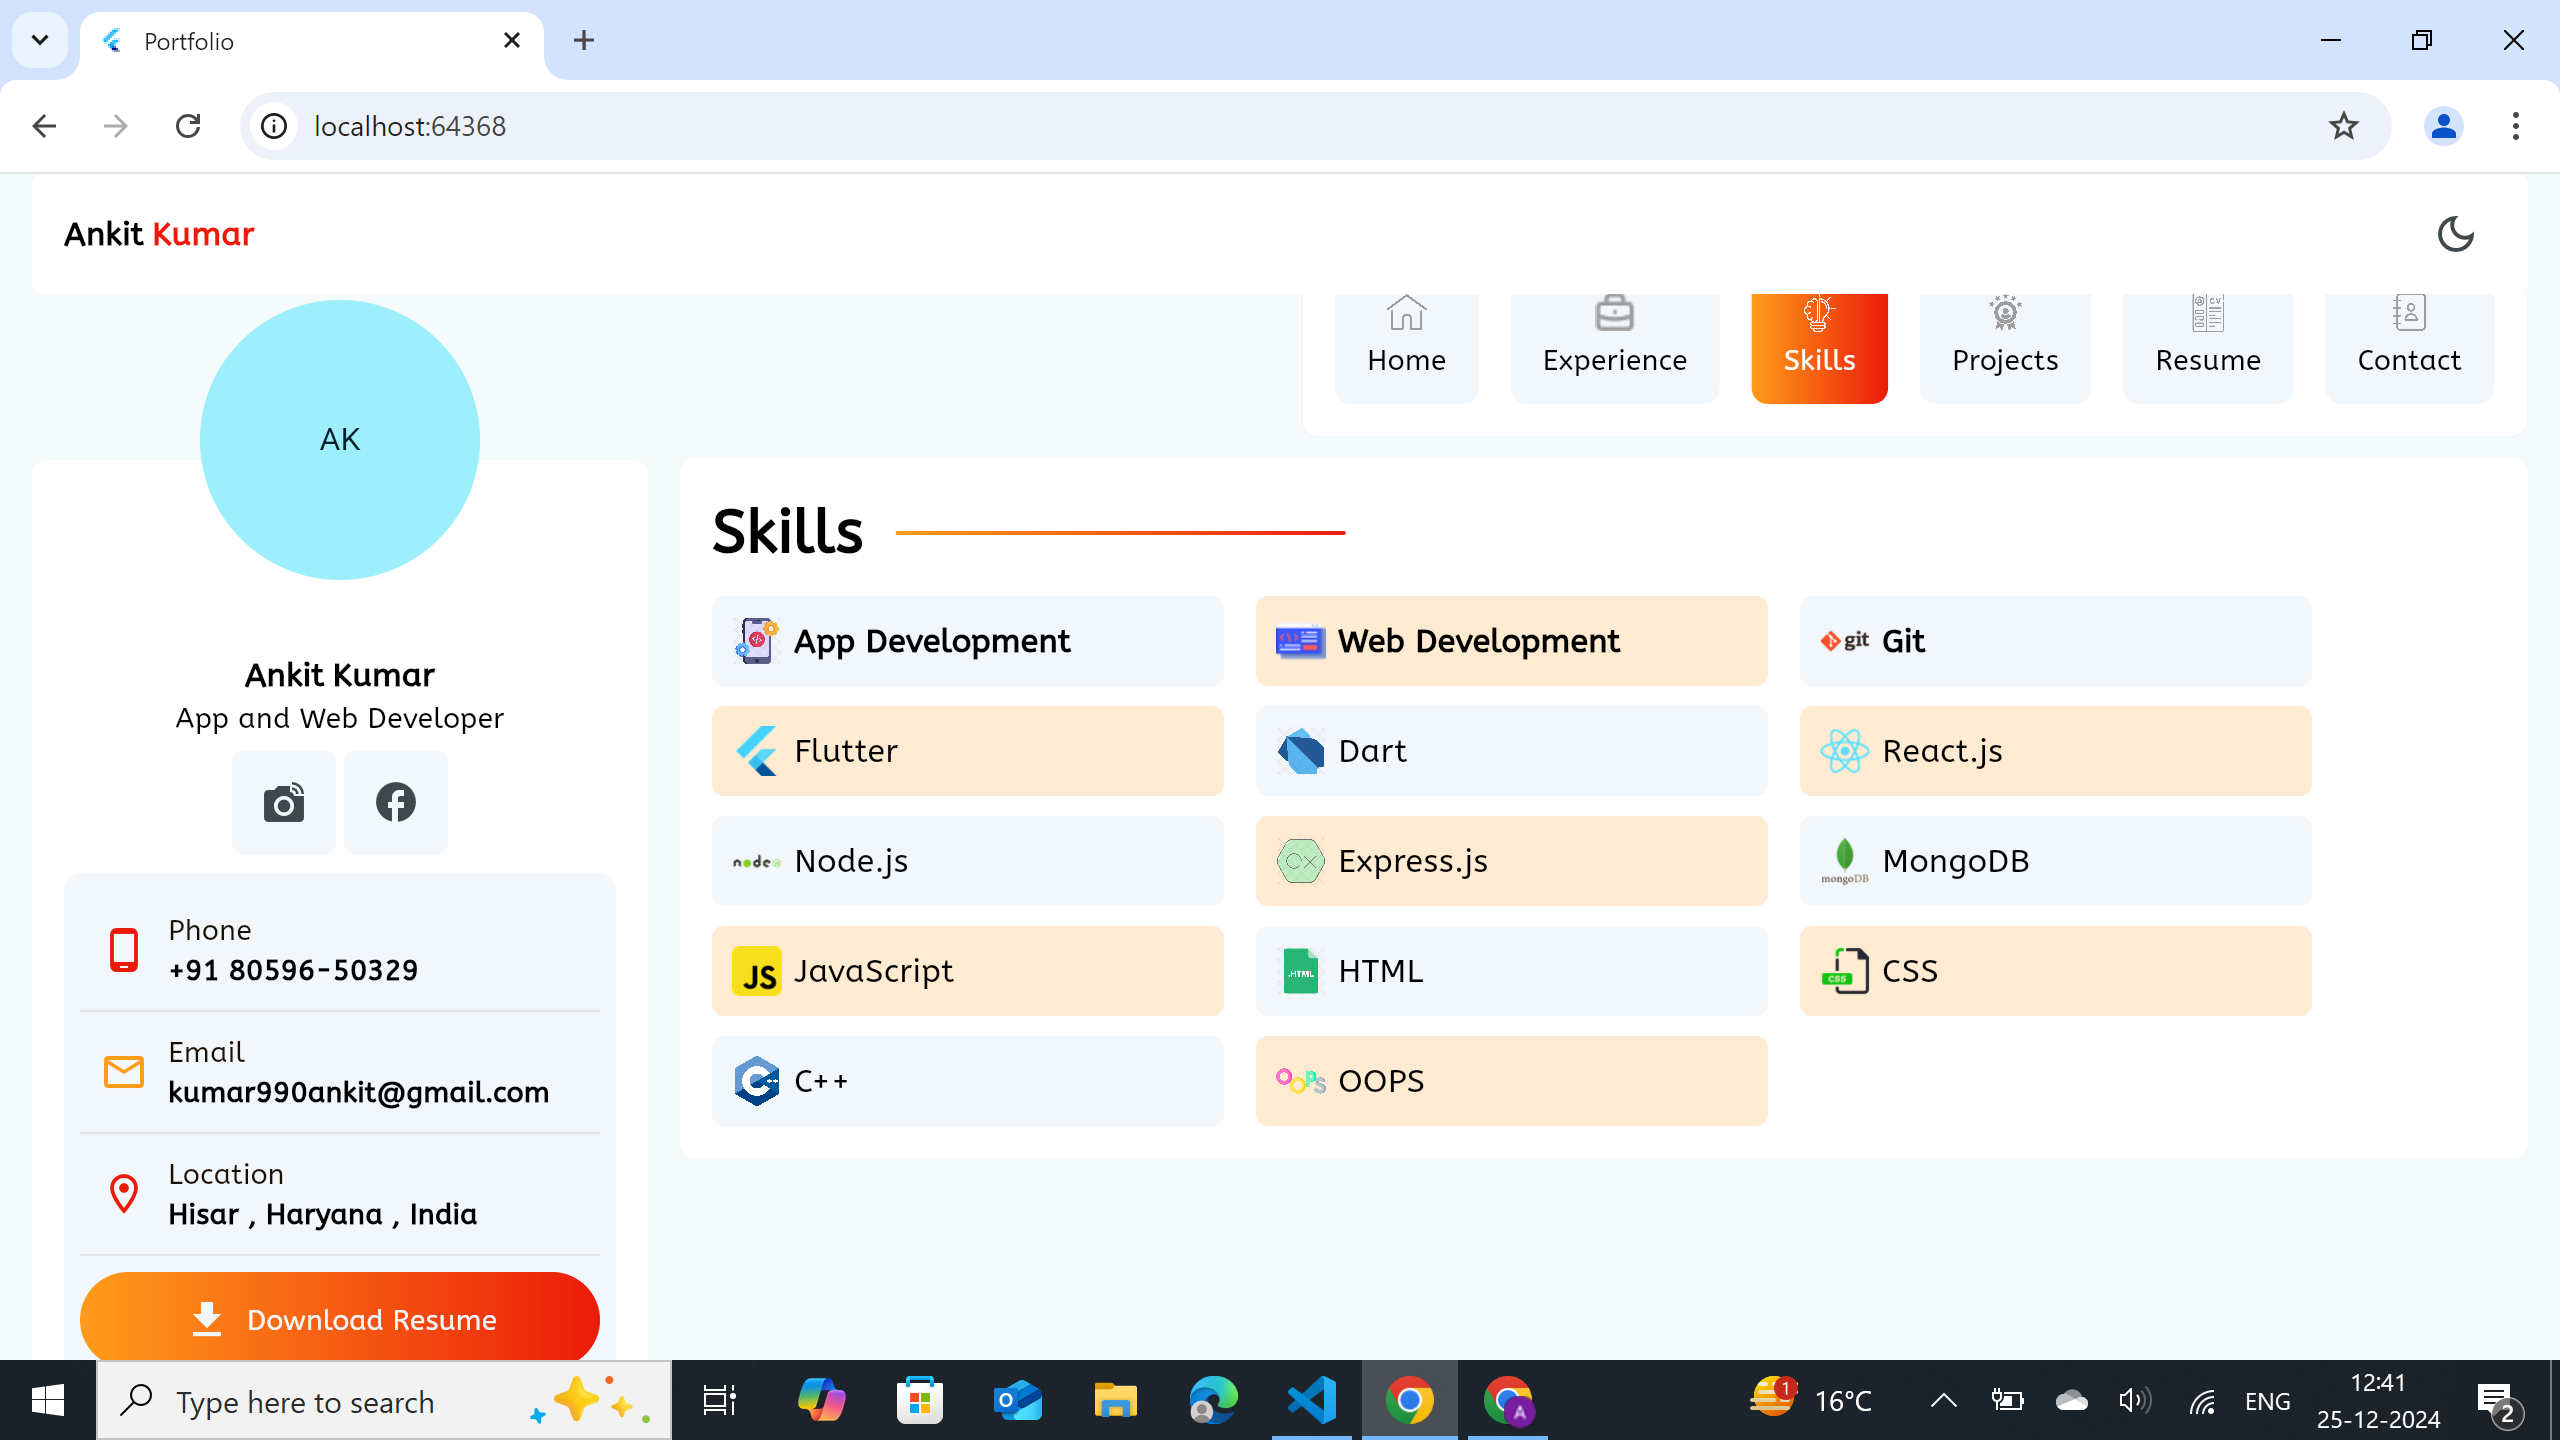 Portfolio
localhost:64368
Ankit Kumar
AK
Home
Experience
Skills
Projects
Resume
Contact
Ankit Kumar
App and Web Developer
Phone
+91 80596-50329
Email
kumar990ankit@gmail.com
Location
Hisar , Haryana , India
Download Resume
Skills
App Development
Web Development
git Git
Flutter
Dart
React.js
node Node.js
Express.js
mongoDB MongoDB
JS JavaScript
.HTML HTML
CSS CSS
C++
OOPS OOPS
Type here to search
A
1
16°C
ENG
12:41
25-12-2024
2